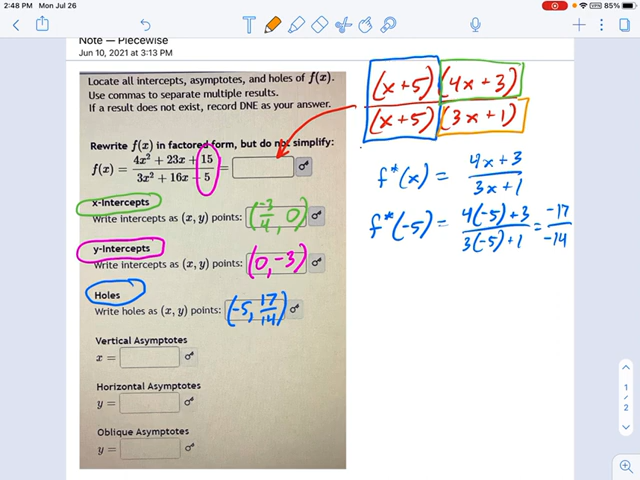 2:48 PM Mon Jul 26
85%
T
Note — Piecewise
Jun 10, 2021 at 3:13 PM
Locate all intercepts, asymptotes, and holes of f(x).
Use commas to separate multiple results.
If a result does not exist, record DNE as your answer.
Rewrite f(x) in factored form, but do not simplify:
f(x) = (4x² + 23x + 15)/(3x² + 16x + 5) =
x-Intercepts
Write intercepts as (x, y) points: (-3/4, 0)
y-Intercepts
Write intercepts as (x, y) points: (0, -3)
Holes
Write holes as (x, y) points: (-5, 17/14)
Vertical Asymptotes
x =
Horizontal Asymptotes
y =
Oblique Asymptotes
y =
(x+5) (4x+3)
(x+5) (3x+1)
f*(x) = (4x+3)/(3x+1)
f*(-5) = (4(-5)+3)/(3(-5)+1) = -17/-14
1
/
2